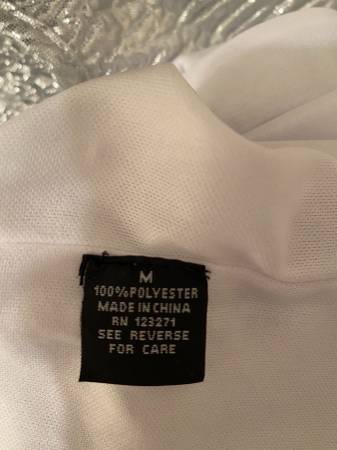 M
100%POLYESTER
MADE IN CHINA
RN 123271
SEE REVERSE
FOR CARE